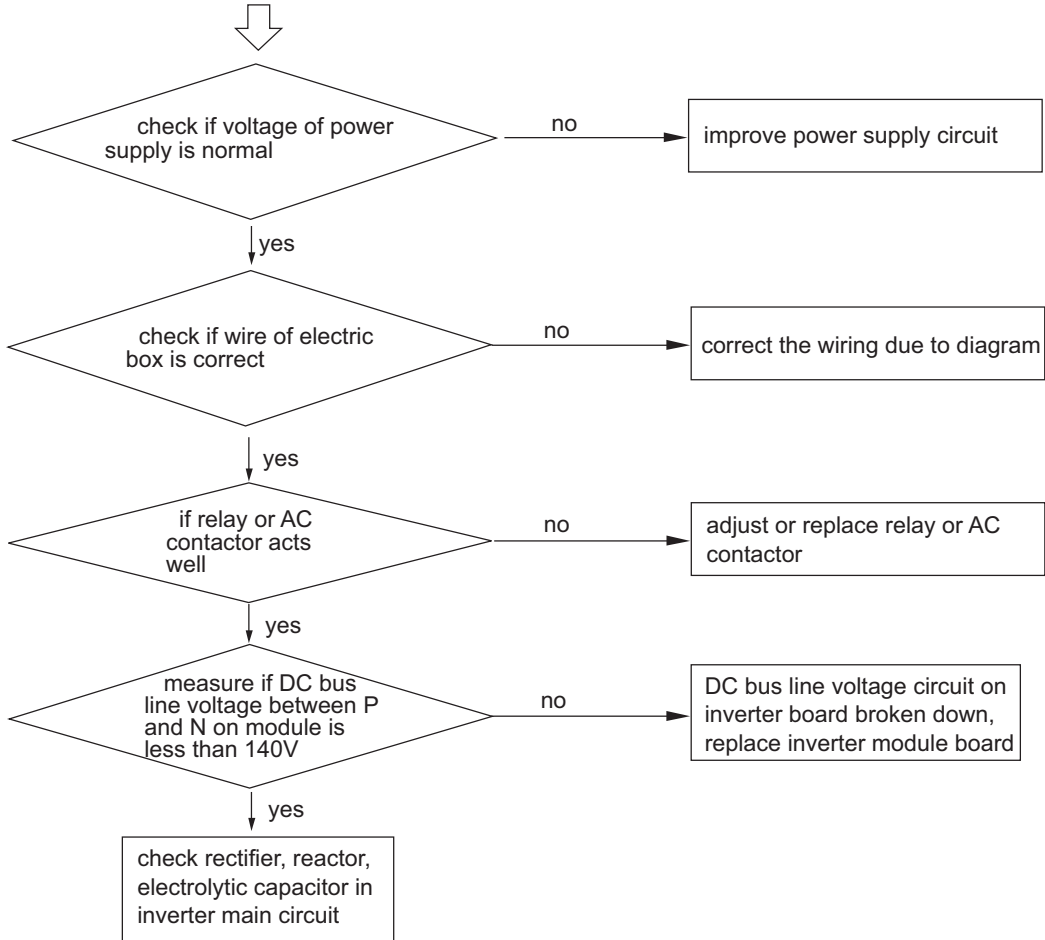 check if voltage of power
supply is normal
no
improve power supply circuit
yes
check if wire of electric
box is correct
no
correct the wiring due to diagram
yes
if relay or AC
contactor acts
well
no
adjust or replace relay or AC
contactor
yes
measure if DC bus
line voltage between P
and N on module is
less than 140V
no
DC bus line voltage circuit on
inverter board broken down,
replace inverter module board
yes
check rectifier, reactor,
electrolytic capacitor in
inverter main circuit